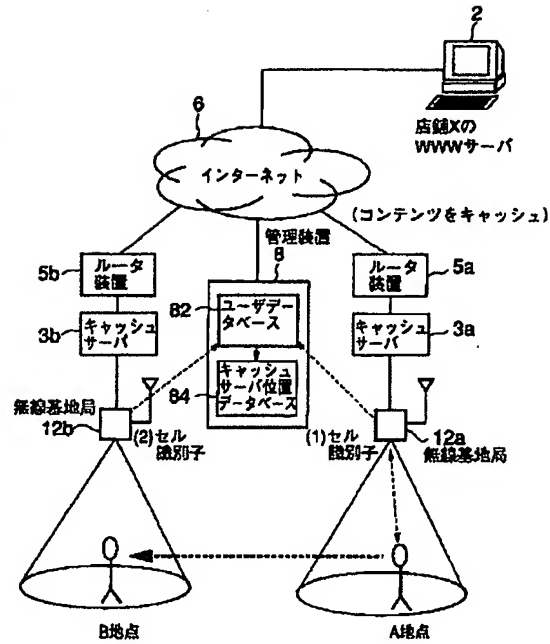 2
店舗Xの
WWWサーバ
6
インターネット
(コンテンツをキャッシュ)
管理装置
8
5b
ルータ
装置
ルータ
装置
5a
3b
キャッシュ
サーバ
82
ユーザデー
タベース
キャッシュ
サーバ
3a
84
キャッシュ
サーバ位置
データベース
無線基地局
12b
(2)セル
識別子
(1)セル
識別子
12a
無線基地局
B地点
A地点